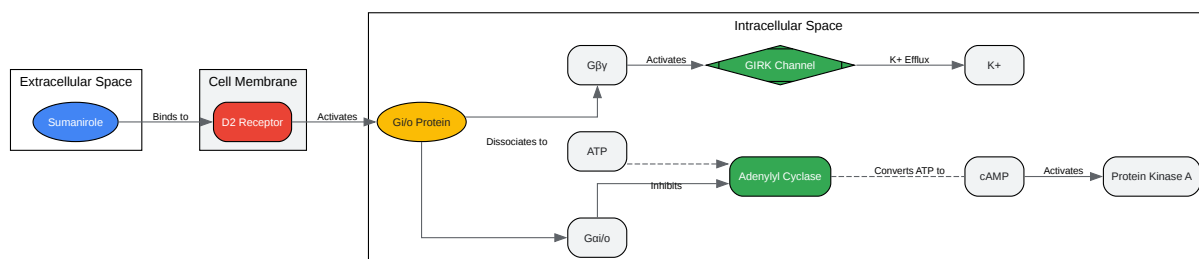 Intracellular Space
Extracellular Space
Cell Membrane
Sumanirole
Binds to
D2 Receptor
Activates
Gi/o Protein
Dissociates to
Gβγ
Activates
GIRK Channel
K+ Efflux
K+
ATP
Adenylyl Cyclase
Converts ATP to
cAMP
Activates
Protein Kinase A
Inhibits
Gαi/o